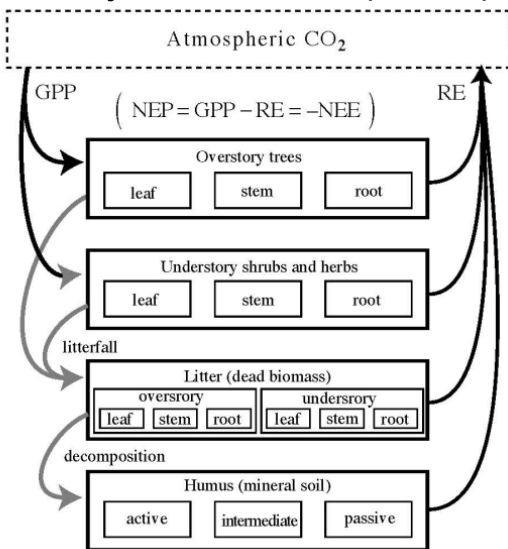 Atmospheric CO₂
GPP
RE
( NEP = GPP – RE = –NEE )
Overstory trees
leaf stem root
Understory shrubs and herbs
leaf stem root
litterfall
Litter (dead biomass)
oversrory undersrory
leaf stem root leaf stem root
decomposition
Humus (mineral soil)
active intermediate passive